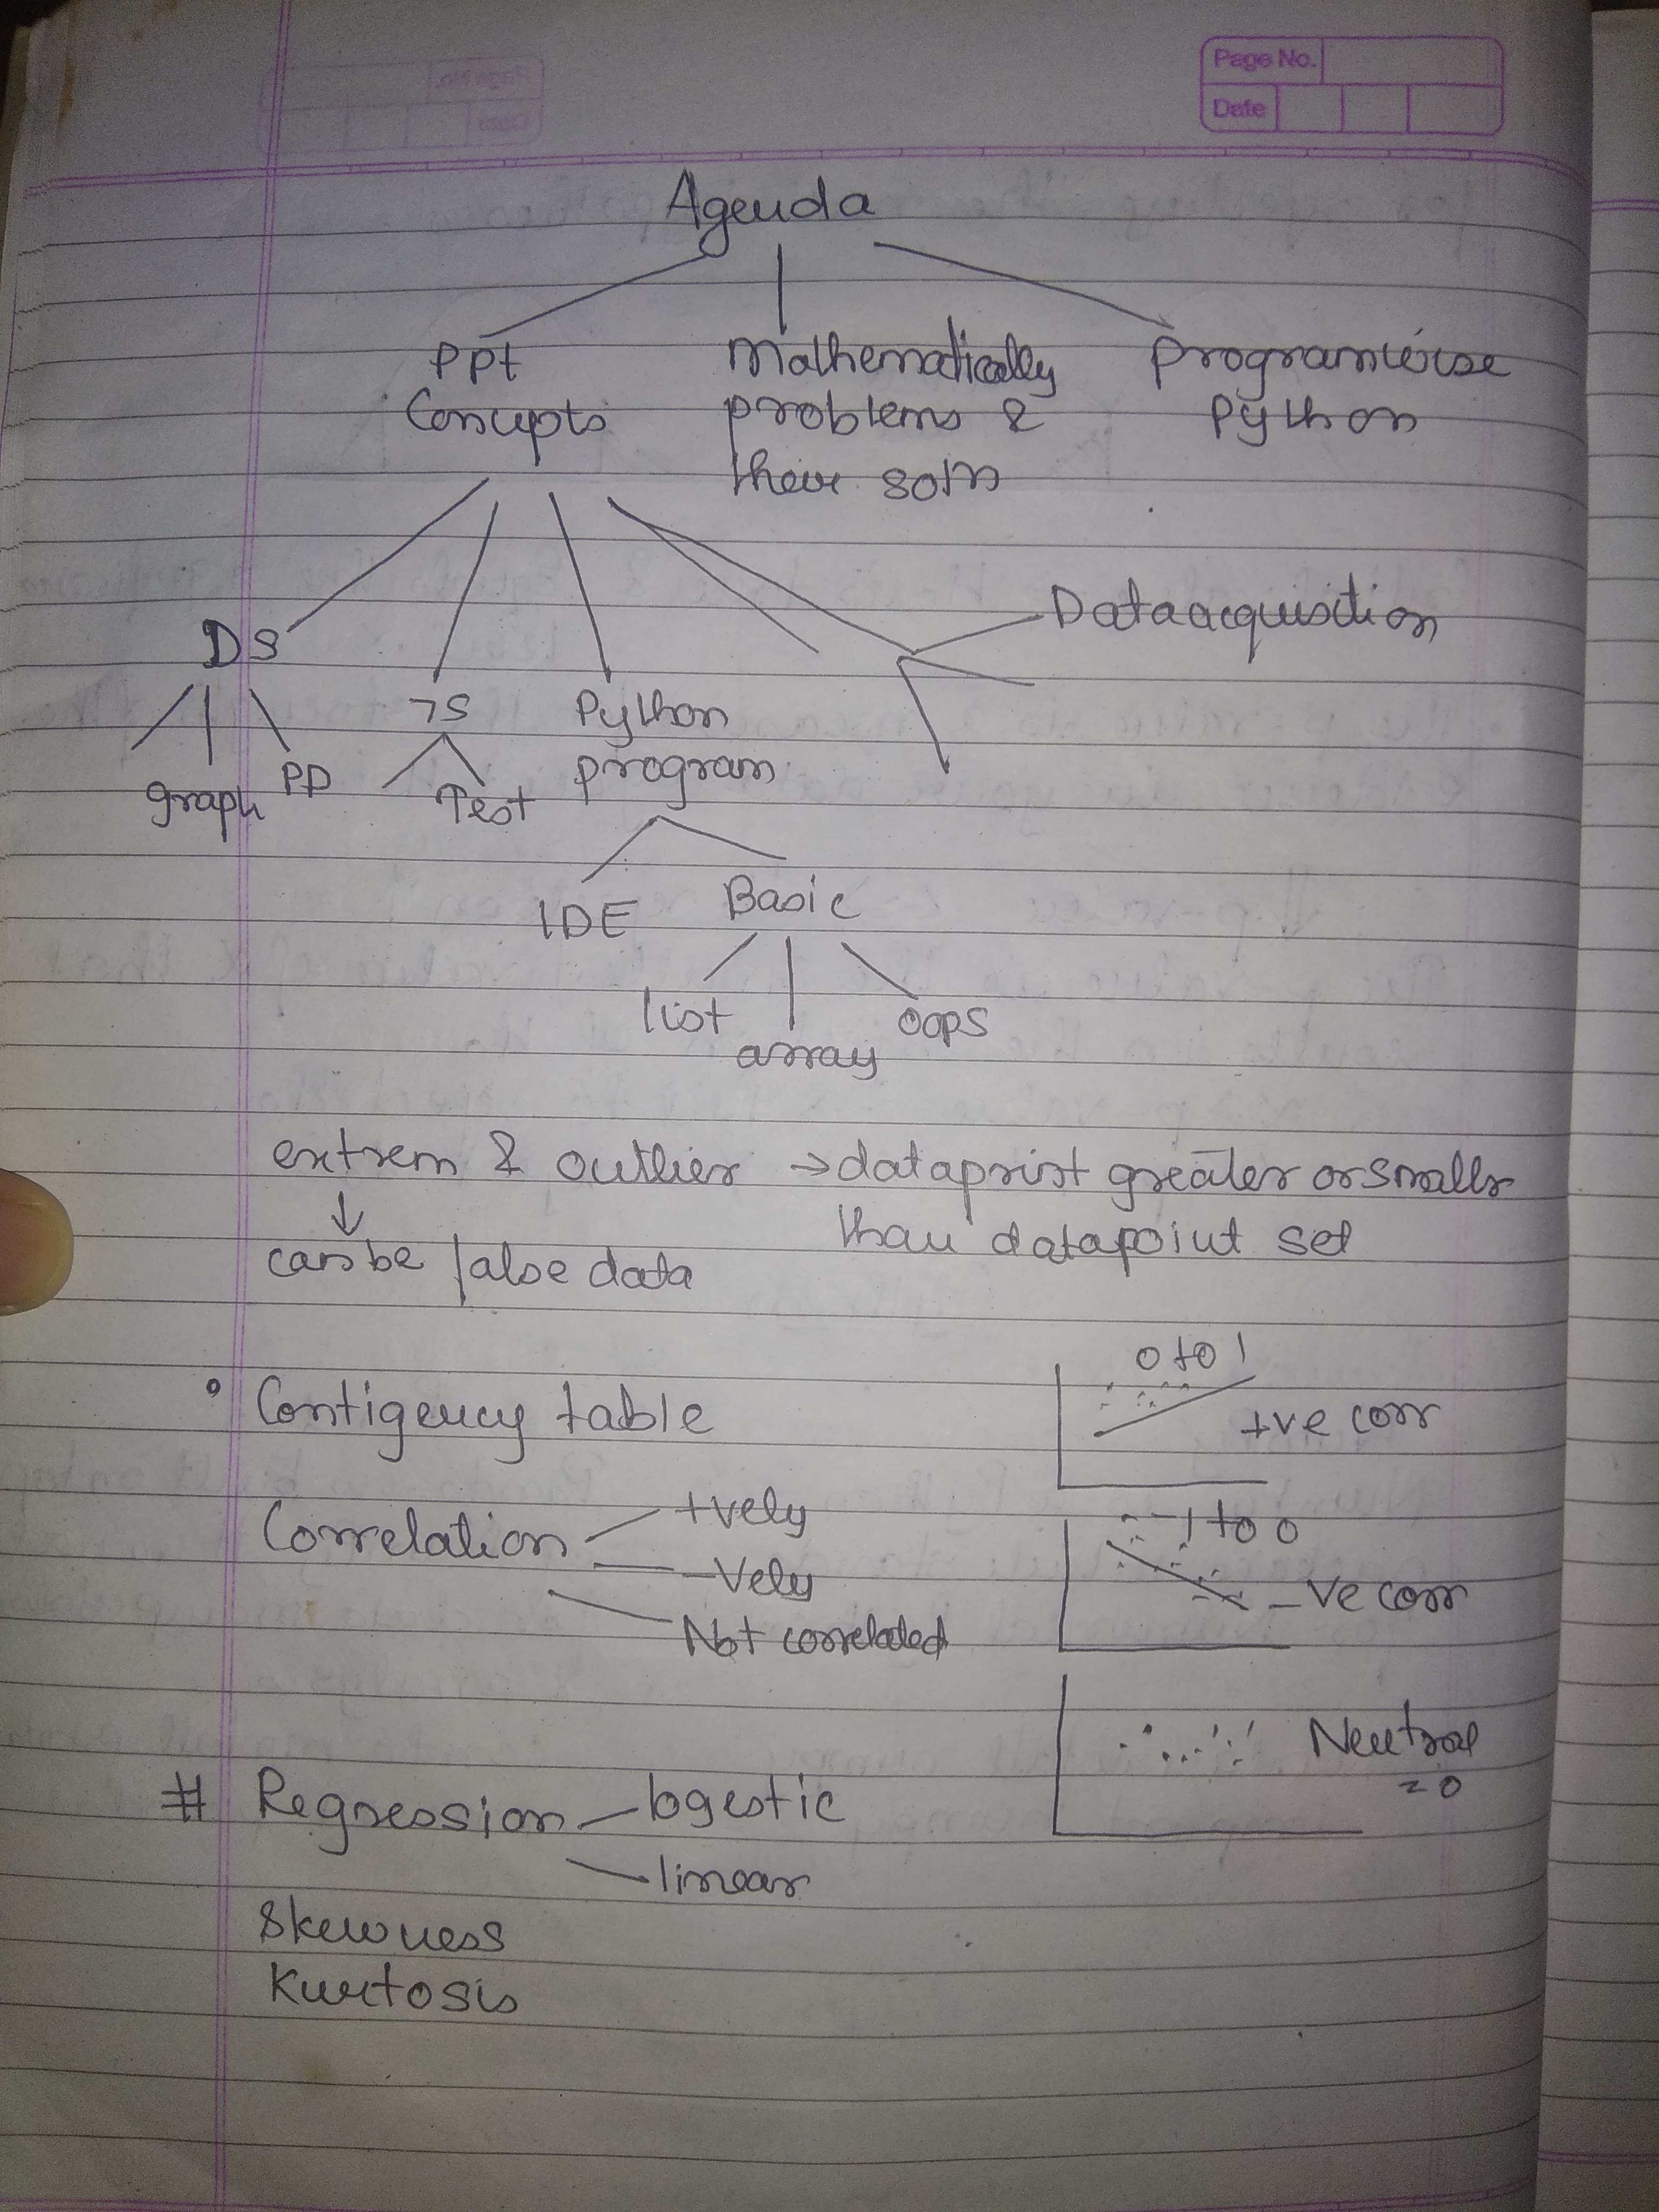 Page No.
Date
Agenda
PPt Mathematically Programwise
Concepts problems & Python
their soln
Dataacquisition
DS
7S Python
graph PD Test program
IDE Basic
list array oops
extrem & outlier → datapoint greater or smaller
↓ than datapoint set
can be false data
0 to 1
• Contigency table +ve corr
+vely
Correlation -1 to 0
-Vely -ve corr
Not correlated
Neutral
= 0
# Regression logestic
linear
Skewness
Kurtosis